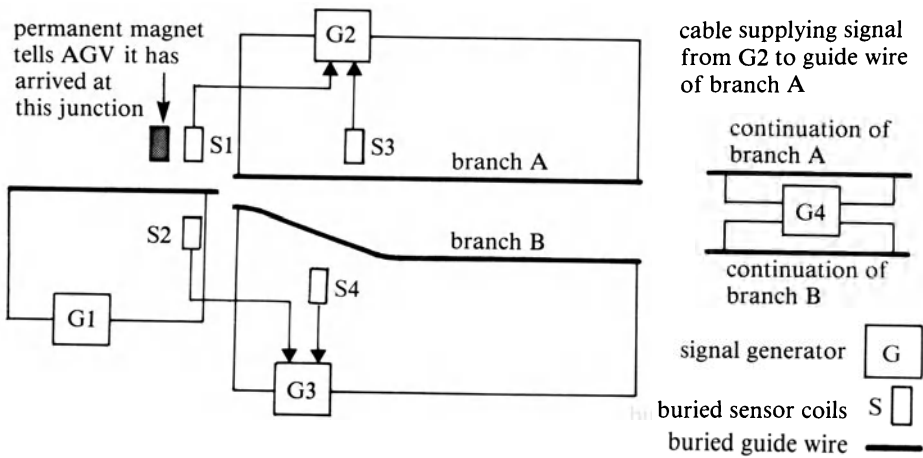 permanent magnet
tells AGV it has
arrived at
this junction
G2
cable supplying signal
from G2 to guide wire
of branch A
S1
S3
branch A
continuation of
branch A
G4
S2
branch B
continuation of
branch B
S4
G1
G3
signal generator G
buried sensor coils S
buried guide wire